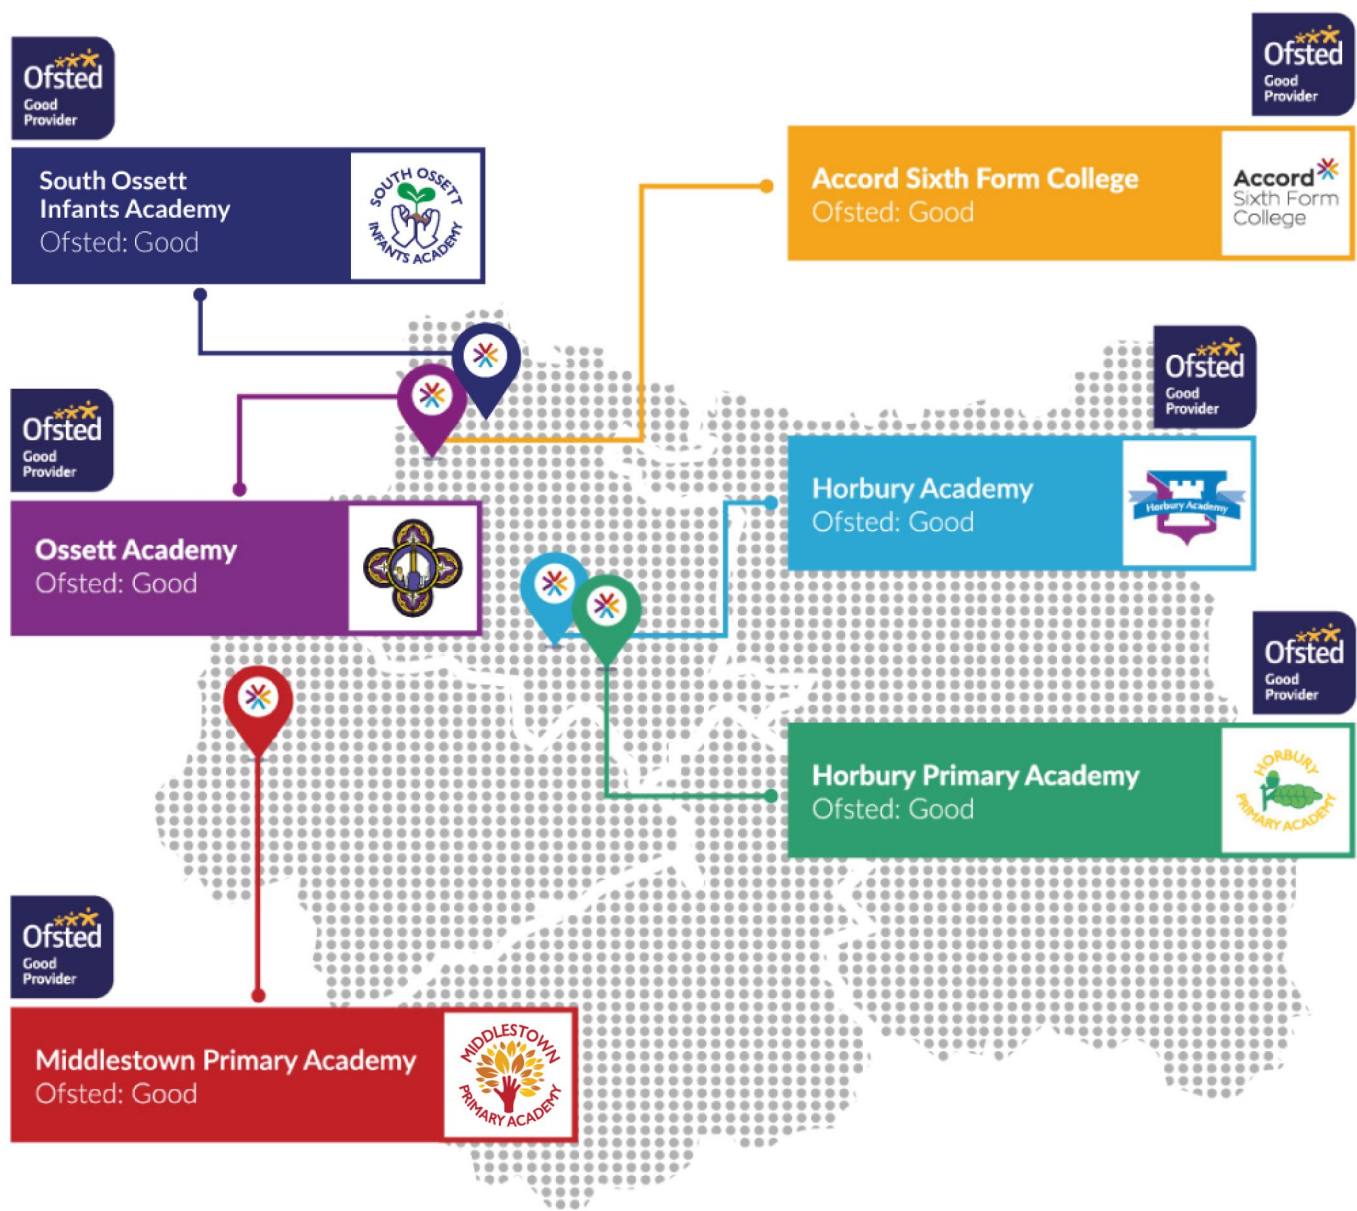 Ofsted
Good
Provider
South Ossett
Infants Academy
Ofsted: Good
SOUTH OSSETT
INFANTS ACADEMY
Ofsted
Good
Provider
Accord Sixth Form College
Ofsted: Good
Accord
Sixth Form
College
Ofsted
Good
Provider
Ossett Academy
Ofsted: Good
Ofsted
Good
Provider
Horbury Academy
Ofsted: Good
Horbury Academy
Ofsted
Good
Provider
Horbury Primary Academy
Ofsted: Good
HORBURY
PRIMARY ACADEMY
Ofsted
Good
Provider
Middlestown Primary Academy
Ofsted: Good
MIDDLESTOWN
PRIMARY ACADEMY